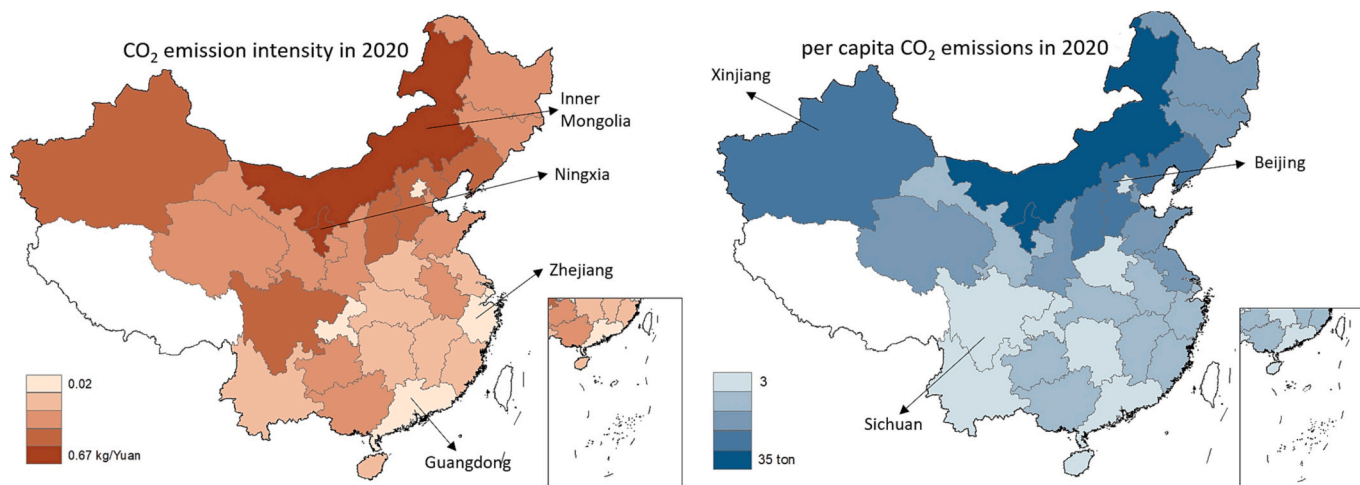 CO₂ emission intensity in 2020
Inner
Mongolia
Ningxia
Zhejiang
Guangdong
0.02
0.67 kg/Yuan
per capita CO₂ emissions in 2020
Xinjiang
Beijing
Sichuan
3
35 ton